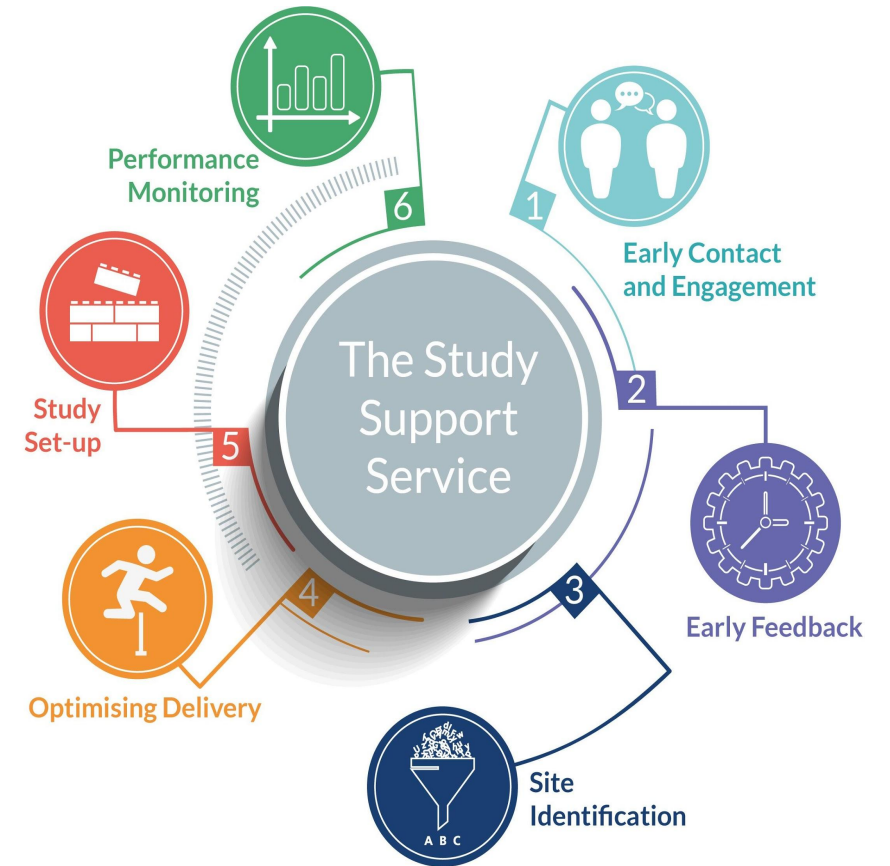 The Study
Support
Service
1
Early Contact
and Engagement
2
Early Feedback
3
Site
Identification
A B C
4
Optimising Delivery
5
Study
Set-up
6
Performance
Monitoring